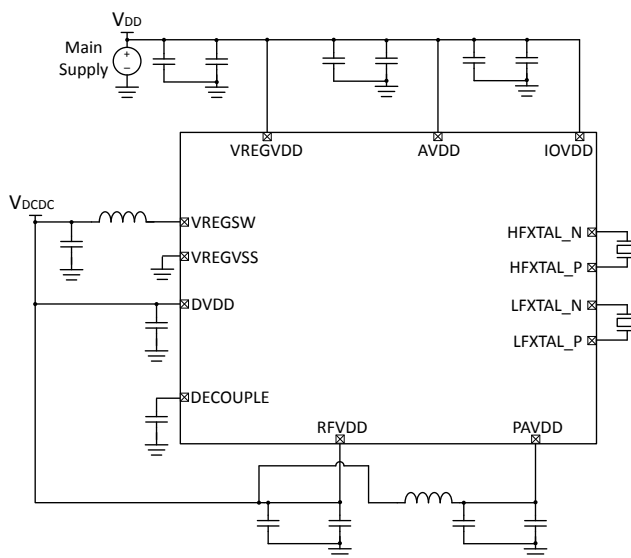 VDD
Main
Supply
+
−
VREGVDD
AVDD
IOVDD
VDCDC
VREGSW
HFXTAL_N
VREGVSS
HFXTAL_P
DVDD
LFXTAL_N
LFXTAL_P
DECOUPLE
RFVDD
PAVDD